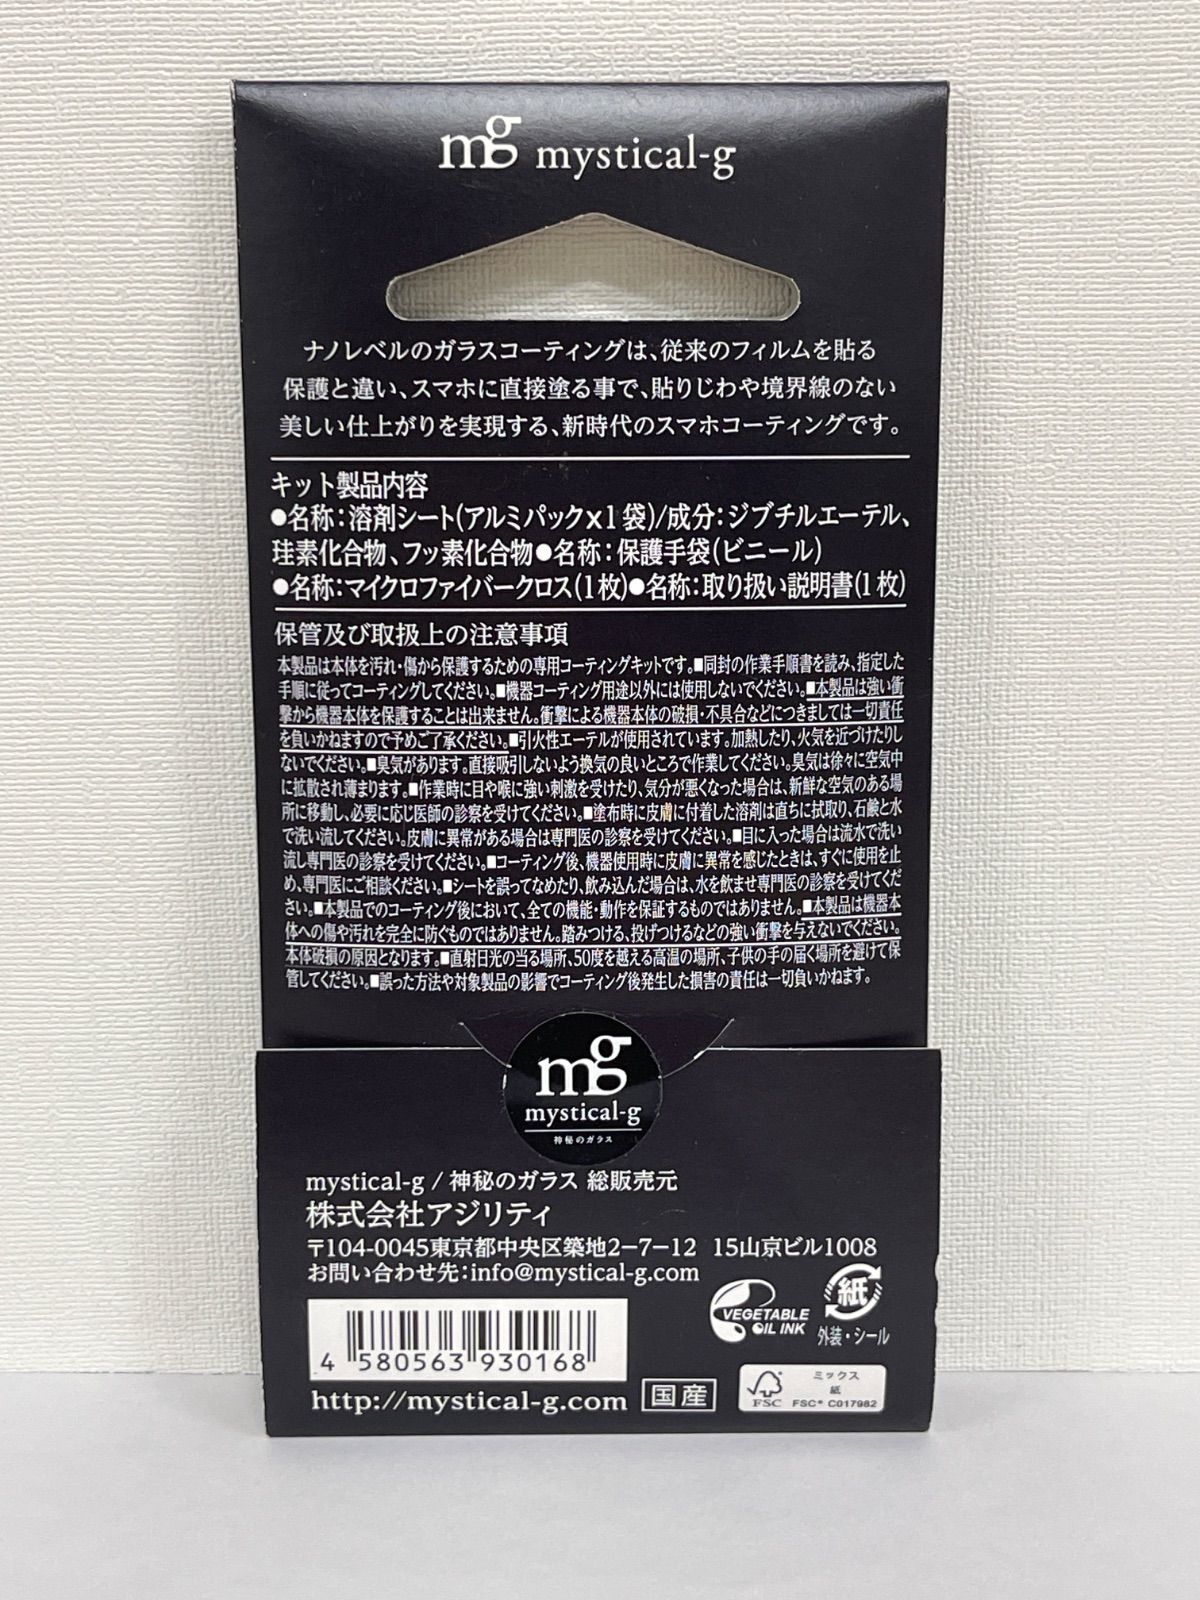 mg mystical-g
ナノレベルのガラスコーティングは、従来のフィルムを貼る
保護と違い、スマホに直接塗る事で、貼りじわや境界線のない
美しい仕上がりを実現する、新時代のスマホコーティングです。
キット製品内容
●名称：溶剤シート(アルミパックx1袋)/成分：ジブチルエーテル、
珪素化合物、フッ素化合物●名称：保護手袋(ビニール)
●名称：マイクロファイバークロス(1枚)●名称：取り扱い説明書(1枚)
保管及び取扱上の注意事項
本製品は本体を汚れ・傷から保護するための専用コーティングキットです。■同封の作業手順書を読み、指定した
手順に従ってコーティングしてください。■機器コーティング用途以外には使用しないでください。■本製品は強い衝
撃から機器本体を保護することは出来ません。衝撃による機器本体の破損・不具合などにつきましては一切責任
を負いかねますので予めご了承ください。■引火性エーテルが使用されています。加熱したり、火気を近づけたりし
ないでください。■臭気があります。直接吸引しないよう換気の良いところで作業してください。臭気は徐々に空気中
に拡散され薄まります。■作業時に目や喉に強い刺激を受けたり、気分が悪くなった場合は、新鮮な空気のある場
所に移動し、必要に応じ医師の診察を受けてください。■塗布時に皮膚に付着した溶剤は直ちに拭取り、石鹸と水
で洗い流してください。皮膚に異常がある場合は専門医の診察を受けてください。■目に入った場合は流水で洗い
流し専門医の診察を受けてください。■コーティング後、機器使用時に皮膚に異常を感じたときは、すぐに使用を止
め、専門医にご相談ください。■シートを誤ってなめたり、飲み込んだ場合は、水を飲ませ専門医の診察を受けてくだ
さい。■本製品でのコーティング後において、全ての機能・動作を保証するものではありません。■本製品は機器本
体への傷や汚れを完全に防ぐものではありません。踏みつける、投げつけるなどの強い衝撃を与えないでください。
本体破損の原因となります。■直射日光の当る場所、50度を越える高温の場所、子供の手の届く場所を避けて保
管してください。■誤った方法や対象製品の影響でコーティング後発生した損害の責任は一切負いかねます。
mg
mystical-g
神秘のガラス
mystical-g / 神秘のガラス 総販売元
株式会社アジリティ
〒104-0045東京都中央区築地2-7-12 15山京ビル1008
お問い合わせ先：info@mystical-g.com
VEGETABLE
OIL INK
紙
外装・シール
4 580563 930168
http://mystical-g.com
国産
FSC
ミックス
紙
FSC® C017982